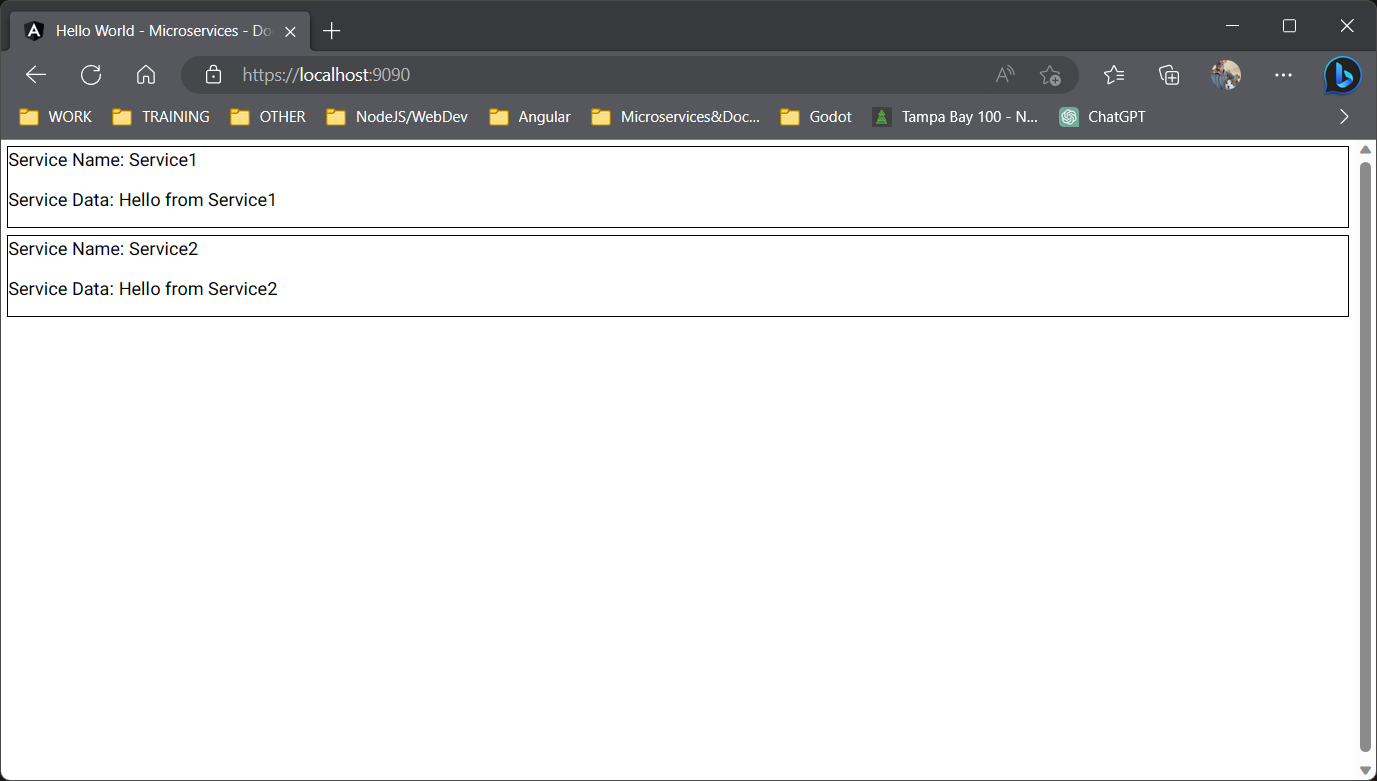 Hello World - Microservices - Do
https://localhost:9090
WORK TRAINING OTHER NodeJS/WebDev Angular Microservices&Doc... Godot Tampa Bay 100 - N... ChatGPT
Service Name: Service1
Service Data: Hello from Service1
Service Name: Service2
Service Data: Hello from Service2